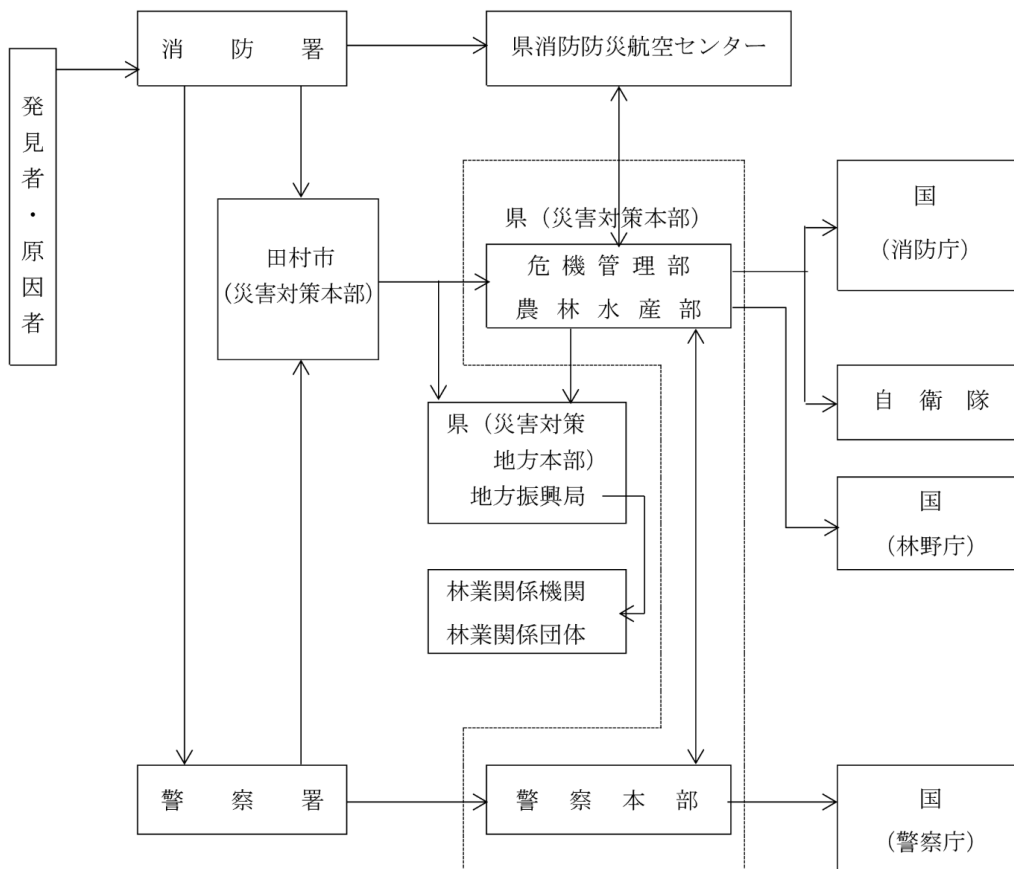 消防署
県消防防災航空センター
発見者・原因者
国
(消防庁)
県(災害対策本部)
田村市
(災害対策本部)
危機管理部
農林水産部
自衛隊
県(災害対策
地方本部)
地方振興局
国
(林野庁)
林業関係機関
林業関係団体
警察署
警察本部
国
(警察庁)